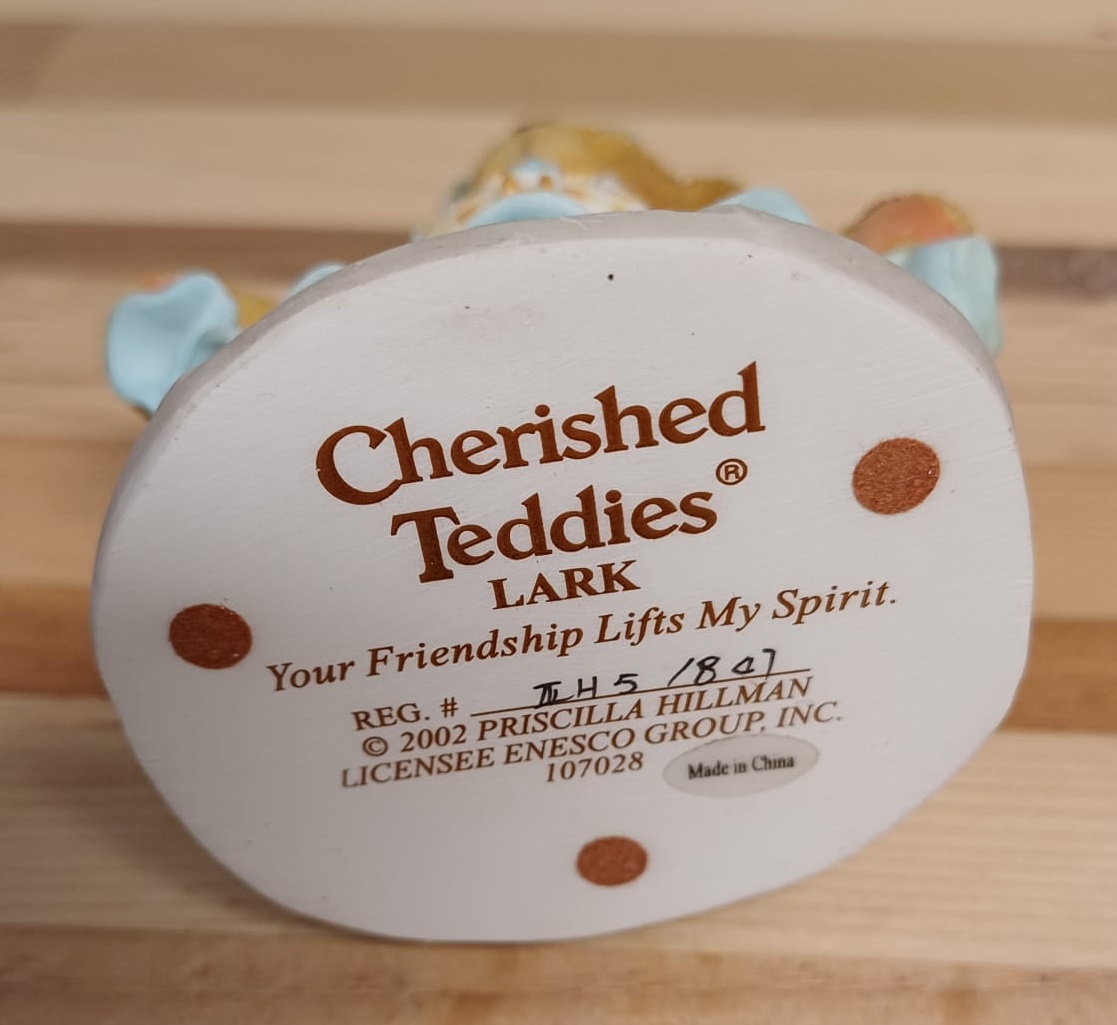 Cherished
Teddies®
LARK
Your Friendship Lifts My Spirit.
REG. # H5 /847
© 2002 PRISCILLA HILLMAN
LICENSEE ENESCO GROUP, INC.
107028
Made in China